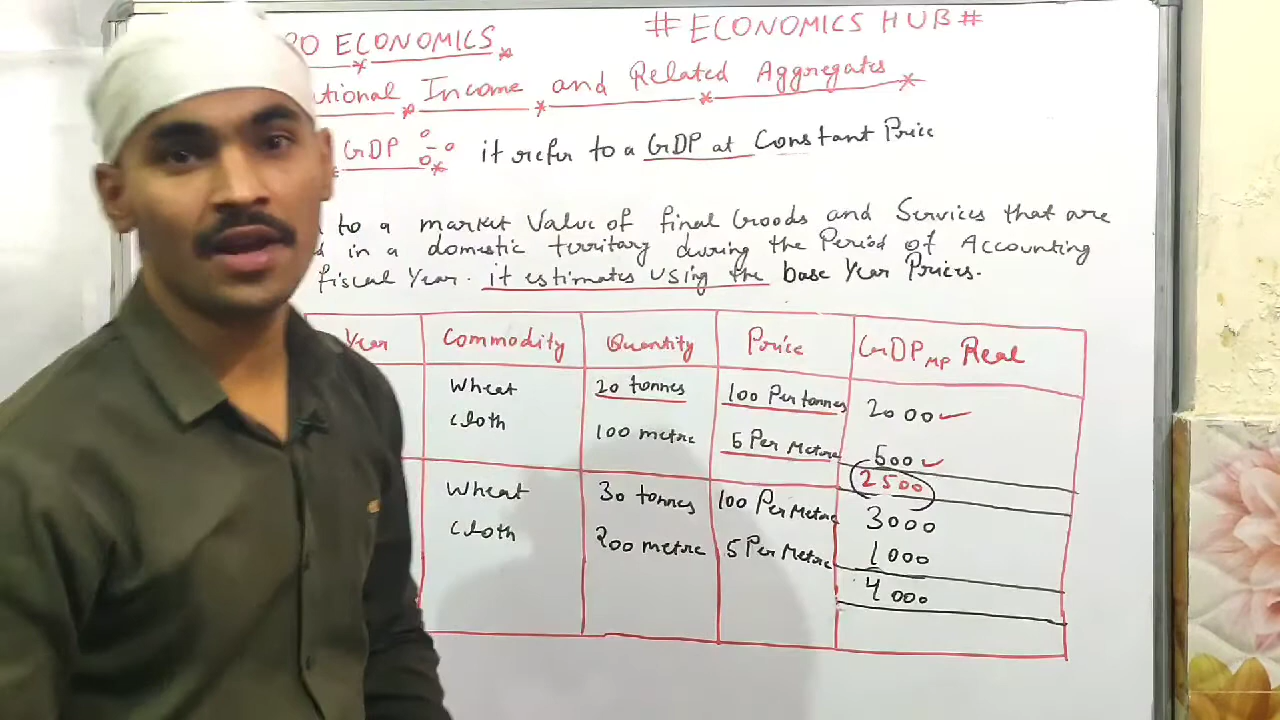 # ECONOMICS HUB #
ECONOMICS
Income and Related Aggregates
GDP it refer to a GDP at Constant Price
to a market Value of final Goods and Services that are
in a domestic territary during the Period of Accounting
fiscal Year. it estimates using the base Year Prices.
Year Commodity Quantity Price GDP MP Real
Wheat 20 tonnes 100 Per tonnes 2000
Cloth 100 metre 5 Per Metre 500
2500
Wheat 30 tonnes 100 Per Metre 3000
Cloth 200 metre 5 Per Metre 1000
4000